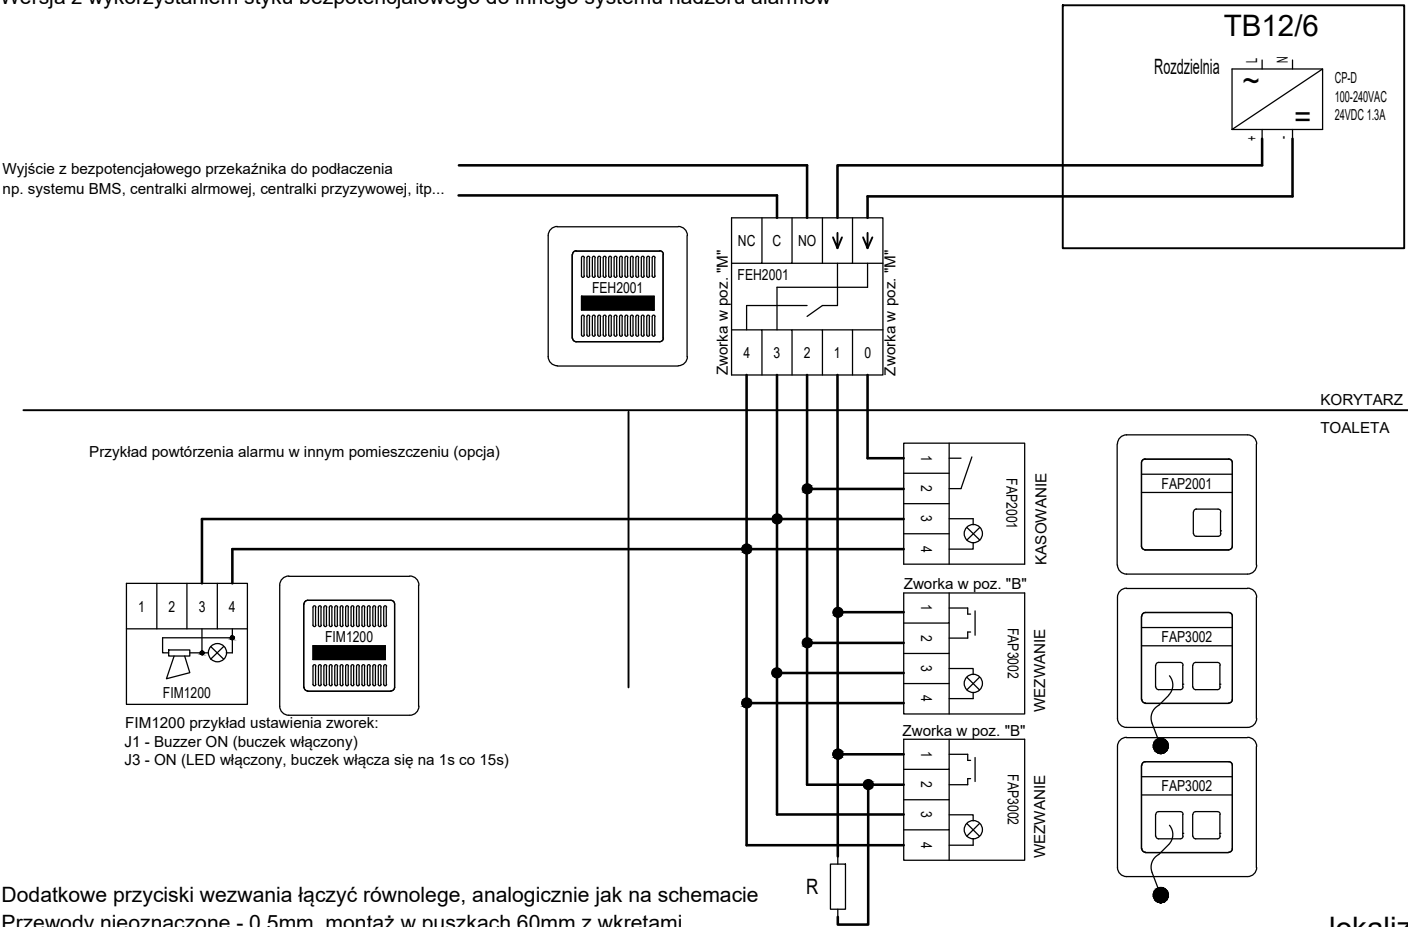 Wersja z wykorzystaniem styku bezpotencjałowego do innego systemu nadzoru alarmów
TB12/6
Rozdzielnia
L N
~
=
+ -
CP-D
100-240VAC
24VDC 1.3A
Wyjście z bezpotencjałowego przekaźnika do podłaczenia
np. systemu BMS, centralki alrmowej, centralki przyzywowej, itp...
FEH2001
Zworka w poz. "M"
NC C NO
FEH2001
4 3 2 1 0
Zworka w poz. "M"
KORYTARZ
TOALETA
Przykład powtórzenia alarmu w innym pomieszczeniu (opcja)
1
2
3
4
FAP2001
KASOWANIE
FAP2001
Zworka w poz. "B"
1
2
3
4
FAP3002
WEZWANIE
FAP3002
1 2 3 4
FIM1200
FIM1200
FIM1200 przykład ustawienia zworek:
J1 - Buzzer ON (buczek włączony)
J3 - ON (LED włączony, buczek włącza się na 1s co 15s)
Zworka w poz. "B"
1
2
3
4
FAP3002
WEZWANIE
FAP3002
R
Dodatkowe przyciski wezwania łączyć równolege, analogicznie jak na schemacie
Przewody nieoznaczone - 0,5mm, montaż w puszkach 60mm z wkrętami
lokaliz